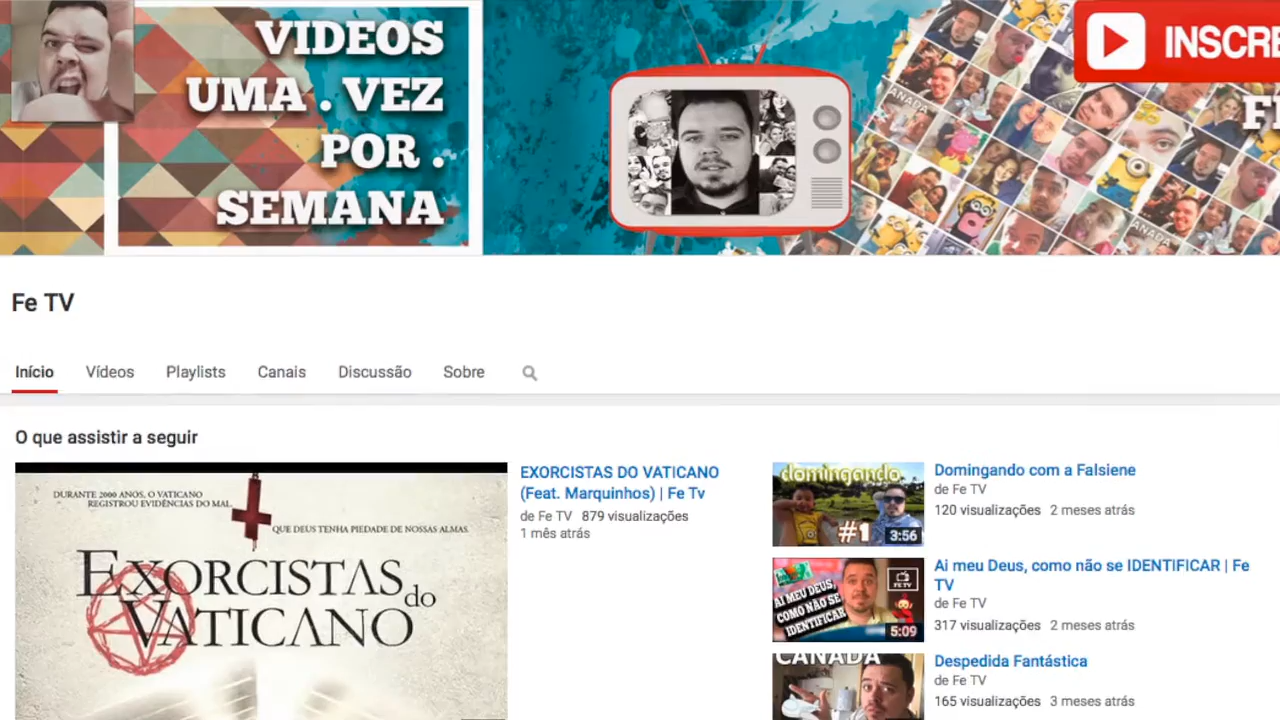 VIDEOS
UMA . VEZ
POR .
SEMANA
INSCRE
F
CANADA
CANADA
Fe TV
Início Vídeos Playlists Canais Discussão Sobre
O que assistir a seguir
DURANTE 2000 ANOS, O VATICANO
REGISTROU EVIDÊNCIAS DO MAL.
QUE DEUS TENHA PIEDADE DE NOSSAS ALMAS.
EXORCISTAS do
VATICANO
EXORCISTAS DO VATICANO
(Feat. Marquinhos) | Fe Tv
de Fe TV 879 visualizações
1 mês atrás
domingando
#1
3:56
Domingando com a Falsiene
de Fe TV
120 visualizações 2 meses atrás
AI MEU DEUS,
COMO NÃO SE
IDENTIFICAR
FE TV
5:09
Ai meu Deus, como não se IDENTIFICAR | Fe
TV
de Fe TV
317 visualizações 2 meses atrás
CANADA
Despedida Fantástica
de Fe TV
165 visualizações 3 meses atrás